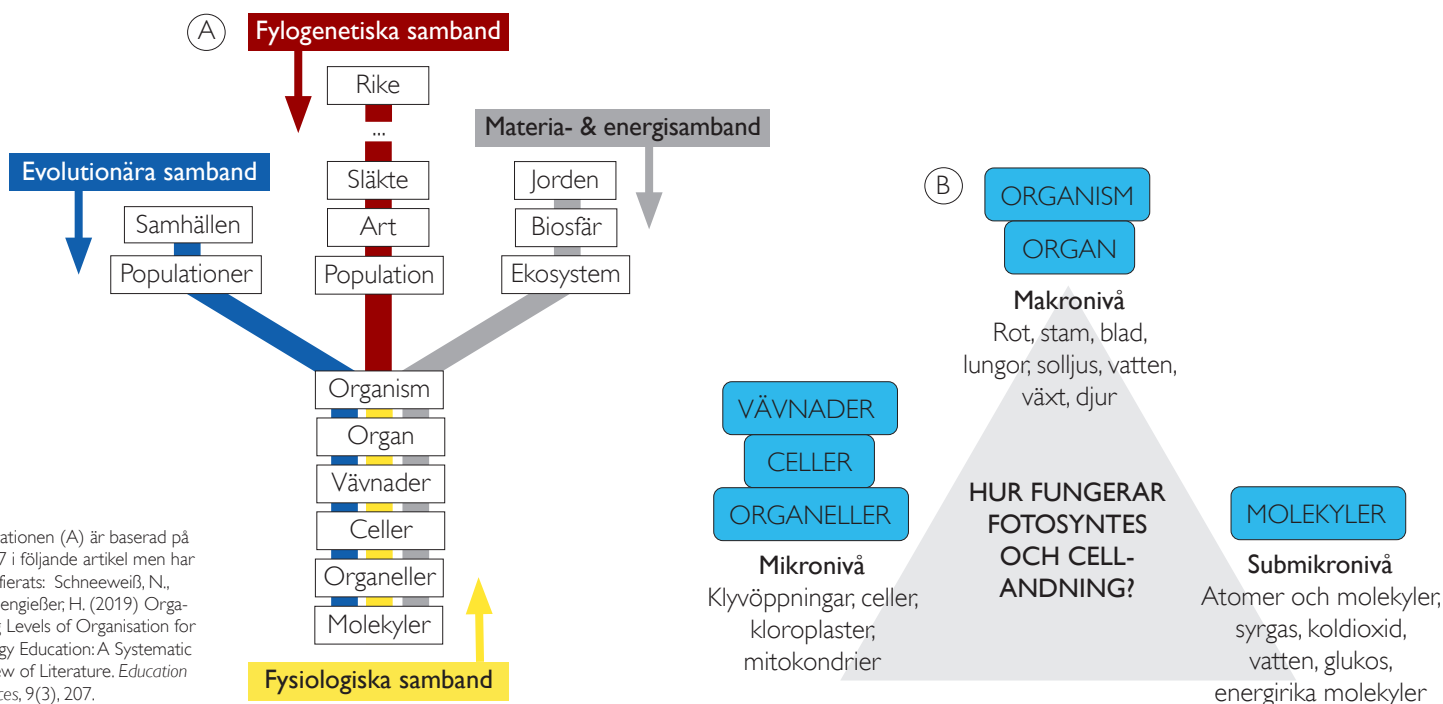 A
Fylogenetiska samband
Rike
...
Släkte
Art
Population
Materia- & energisamband
Jorden
Biosfär
Ekosystem
Evolutionära samband
Samhällen
Populationer
Organism
Organ
Vävnader
Celler
Organeller
Molekyler
Fysiologiska samband
ationen (A) är baserad på
7 i följande artikel men har
fierats: Schneeweiß, N.,
engießer, H. (2019) Orga-
g Levels of Organisation for
gy Education: A Systematic
ew of Literature. Education
ces, 9(3), 207.
B
ORGANISM
ORGAN
Makronivå
Rot, stam, blad,
lungor, solljus, vatten,
växt, djur
VÄVNADER
CELLER
ORGANELLER
Mikronivå
Klyvöppningar, celler,
kloroplaster,
mitokondrier
HUR FUNGERAR
FOTOSYNTES
OCH CELL-
ANDNING?
MOLEKYLER
Submikronivå
Atomer och molekyler,
syrgas, koldioxid,
vatten, glukos,
energirika molekyler